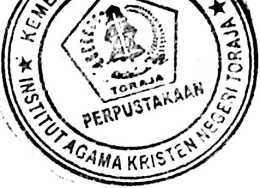 KEME
TORAJA
PERPUSTAKAAN
★ INSTITUT AGAMA KRISTEN NEGERI TORAJA ★